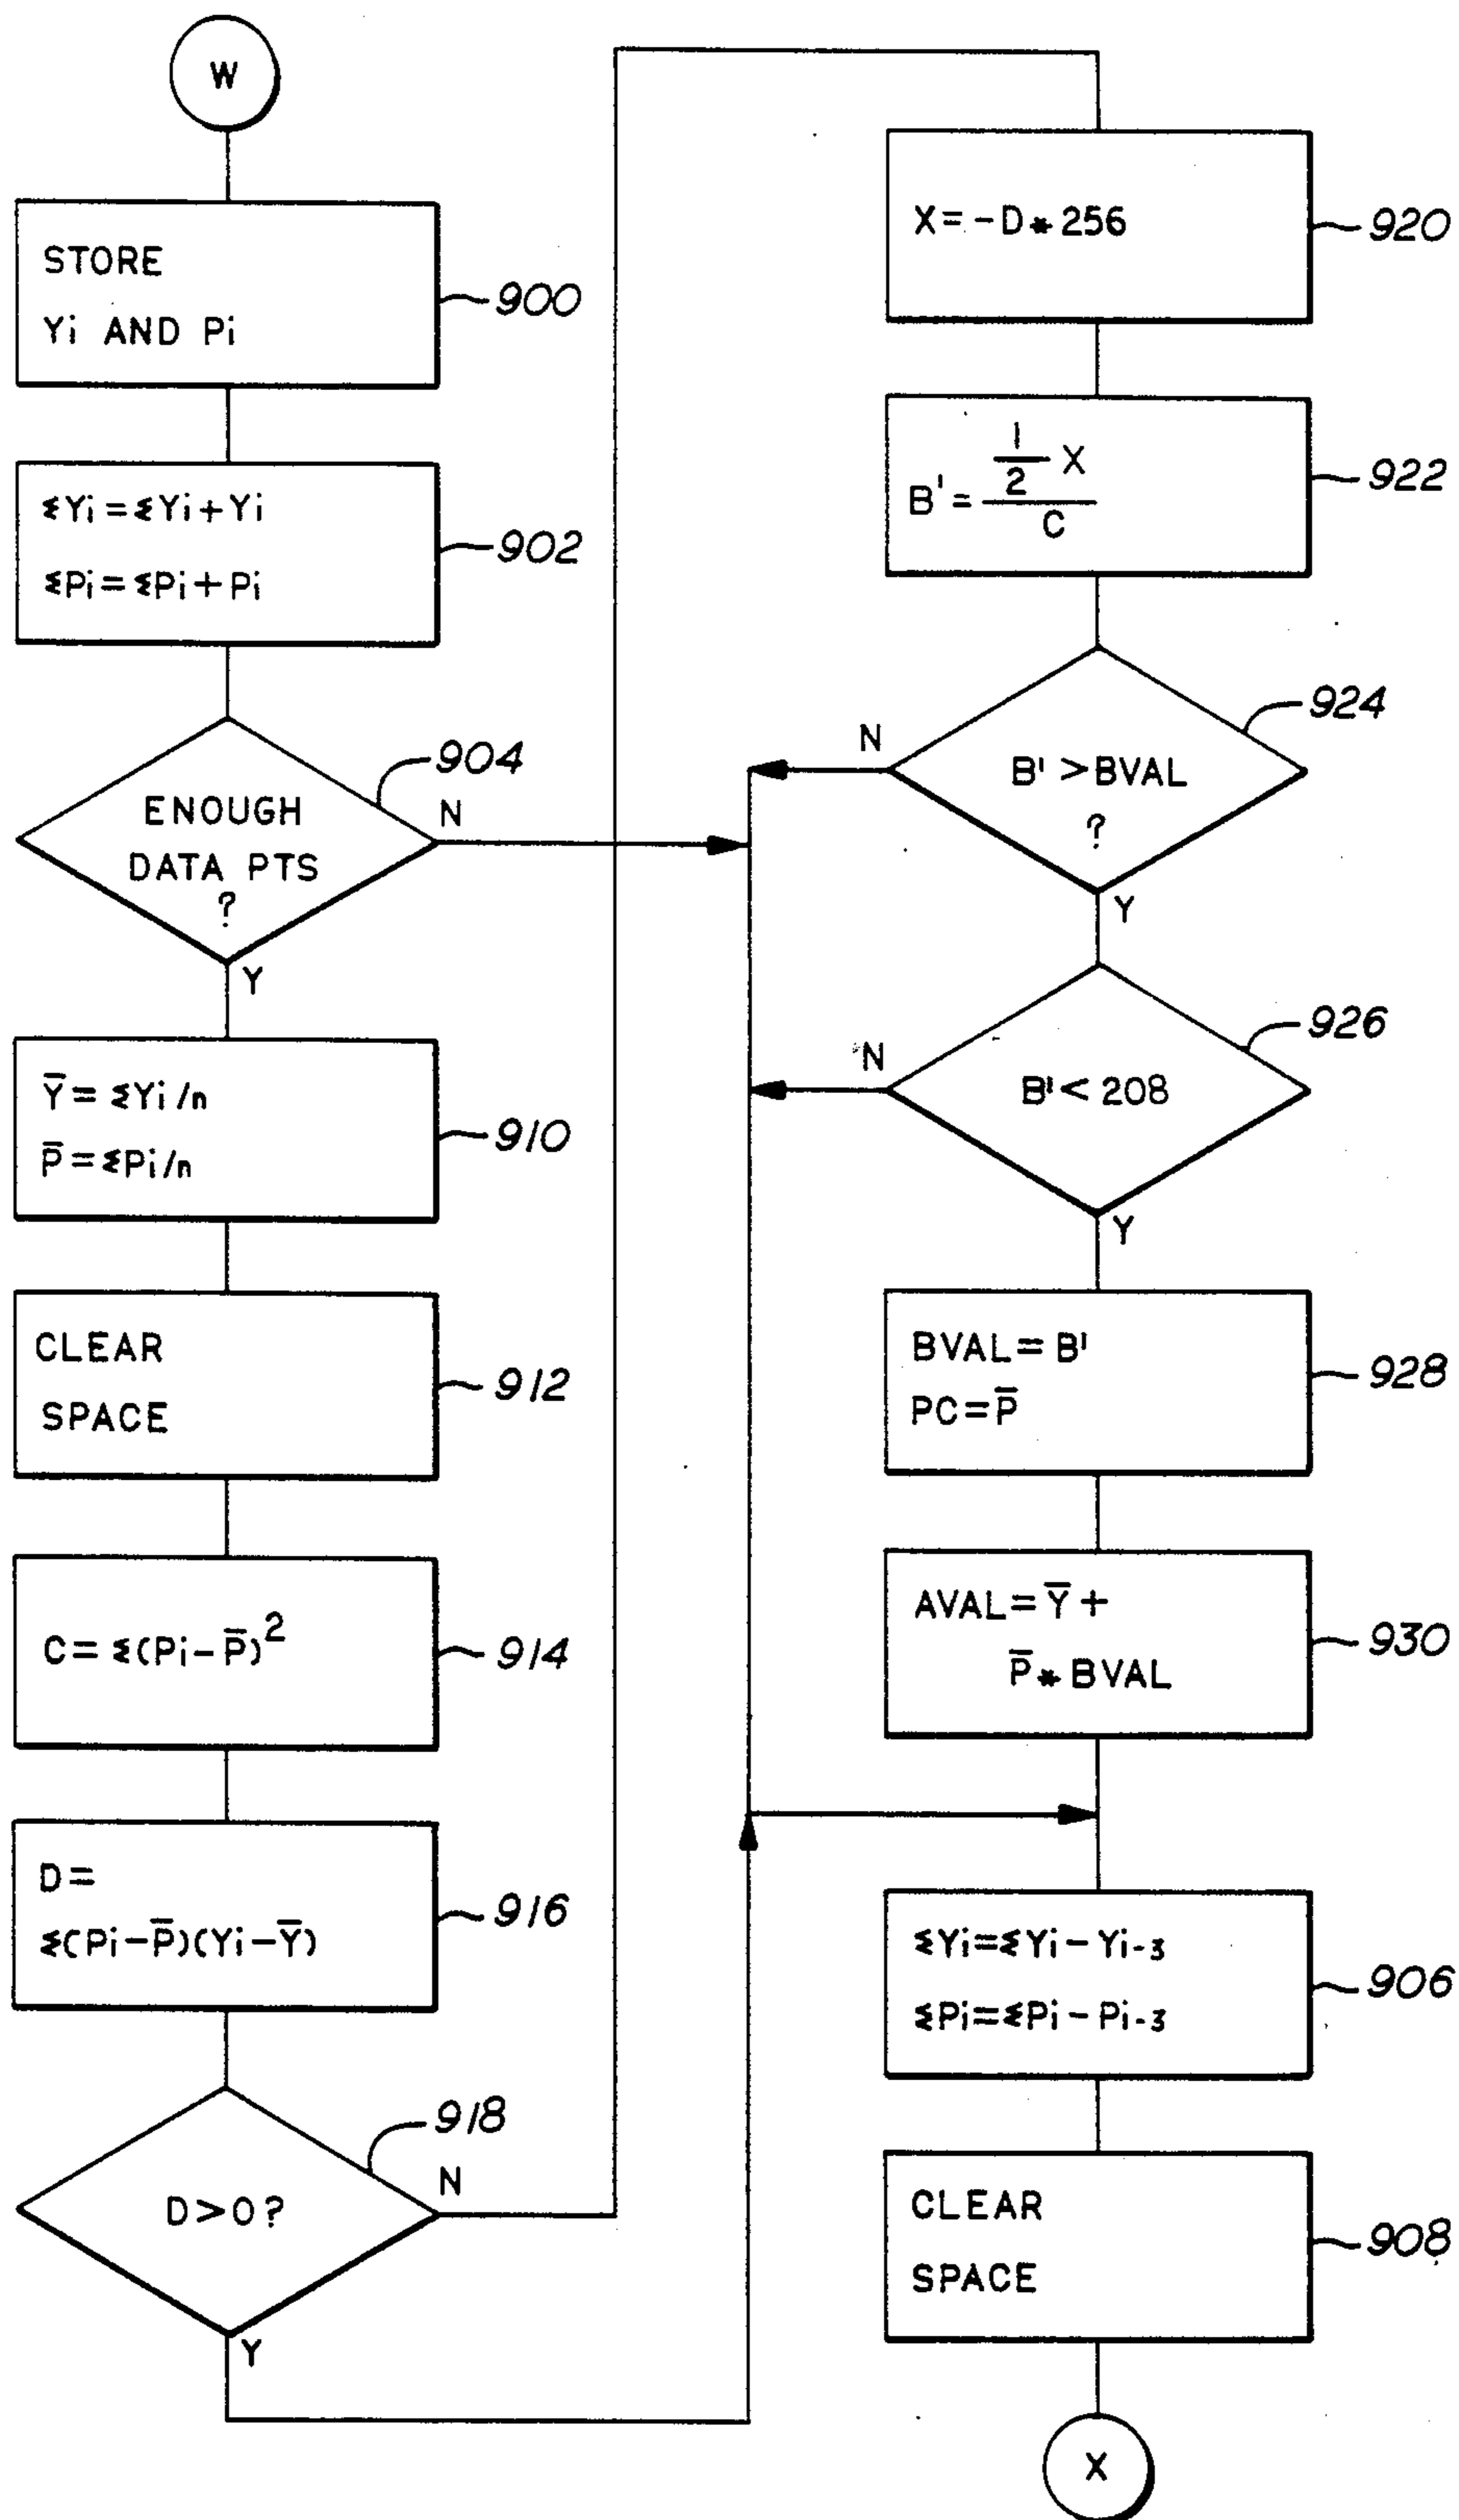 W
STORE
Yi AND Pi
900
ΣYi=ΣYi+Yi
ΣPi=ΣPi+Pi
902
904
ENOUGH
DATA PTS
?
N
Y
Y̅=ΣYi/n
P̅=ΣPi/n
910
CLEAR
SPACE
912
C=Σ(Pi-P̅)²
914
D=
Σ(Pi-P̅)(Yi-Y̅)
916
918
D>0?
N
Y
X=-D*256
920
1
2
X
B'=
C
922
924
N
B'>BVAL
?
Y
926
N
B'<208
Y
BVAL=B'
PC=P̅
928
AVAL=Y̅+
P̅*BVAL
930
ΣYi=ΣYi-Yi-3
ΣPi=ΣPi-Pi-3
906
CLEAR
SPACE
908
X